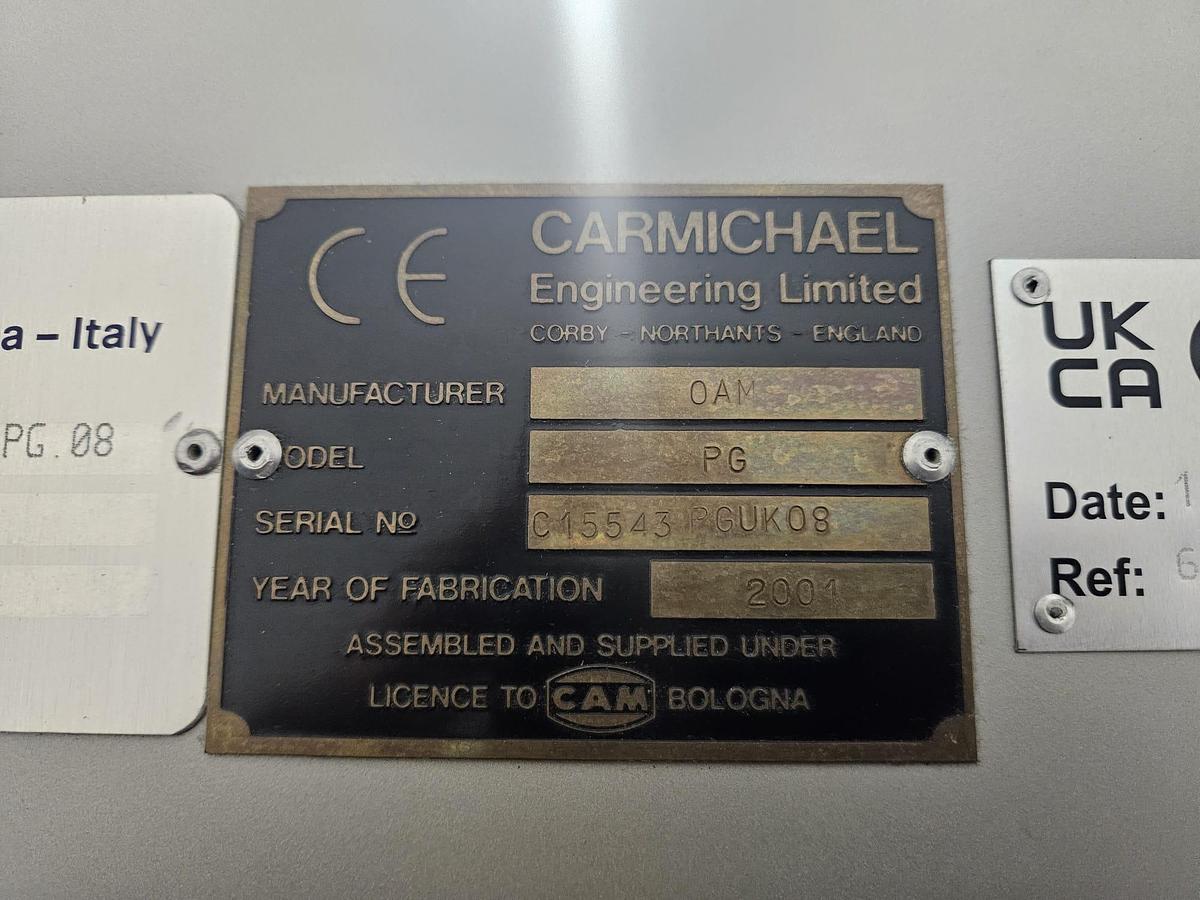 a – Italy
PG.08
CE
CARMICHAEL
Engineering Limited
CORBY - NORTHANTS - ENGLAND
MANUFACTURER OAM
ODEL PG
SERIAL Nº C15543 PGUK08
YEAR OF FABRICATION 2001
ASSEMBLED AND SUPPLIED UNDER
LICENCE TO CAM BOLOGNA
UK
CA
Date:
Ref: 6